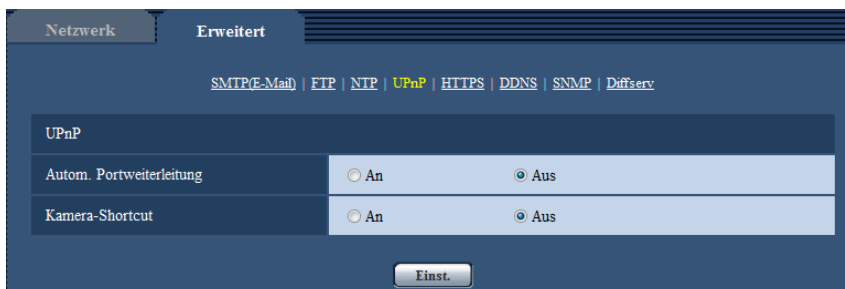 Netzwerk Erweitert
SMTP(E-Mail) | FTP | NTP | UPnP | HTTPS | DDNS | SNMP | Diffserv
UPnP
Autom. Portweiterleitung An Aus
Kamera-Shortcut An Aus
Einst.